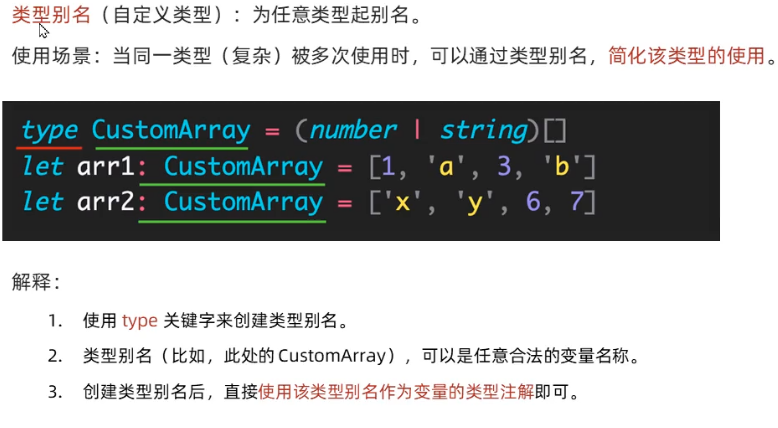 类型别名（自定义类型）：为任意类型起别名。
使用场景：当同一类型（复杂）被多次使用时，可以通过类型别名，简化该类型的使用。
type CustomArray = (number | string)[]
let arr1: CustomArray = [1, 'a', 3, 'b']
let arr2: CustomArray = ['x', 'y', 6, 7]
解释：
1. 使用 type 关键字来创建类型别名。
2. 类型别名（比如，此处的 CustomArray），可以是任意合法的变量名称。
3. 创建类型别名后，直接使用该类型别名作为变量的类型注解即可。